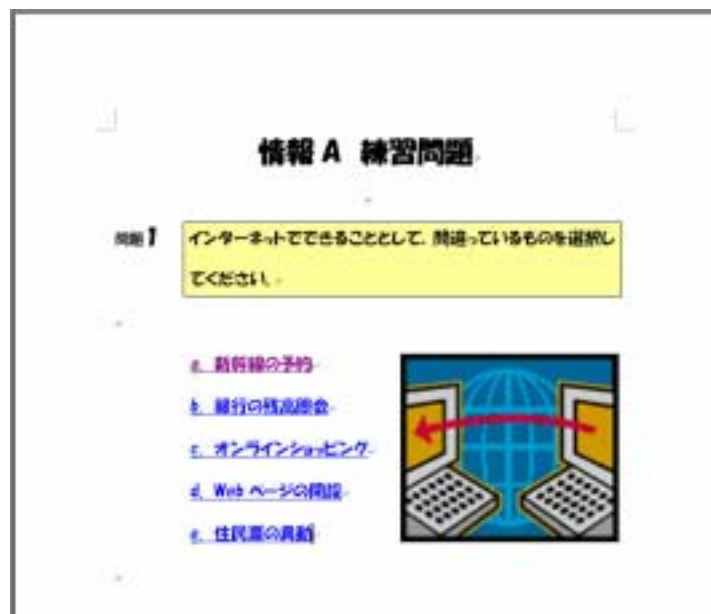 情報A 練習問題
問題1
インターネットでできることとして、間違っているものを選択し
てください。
a. 新幹線の予約
b. 銀行の残高照会
c. オンラインショッピング
d. Webページの開設
e. 住民票の異動